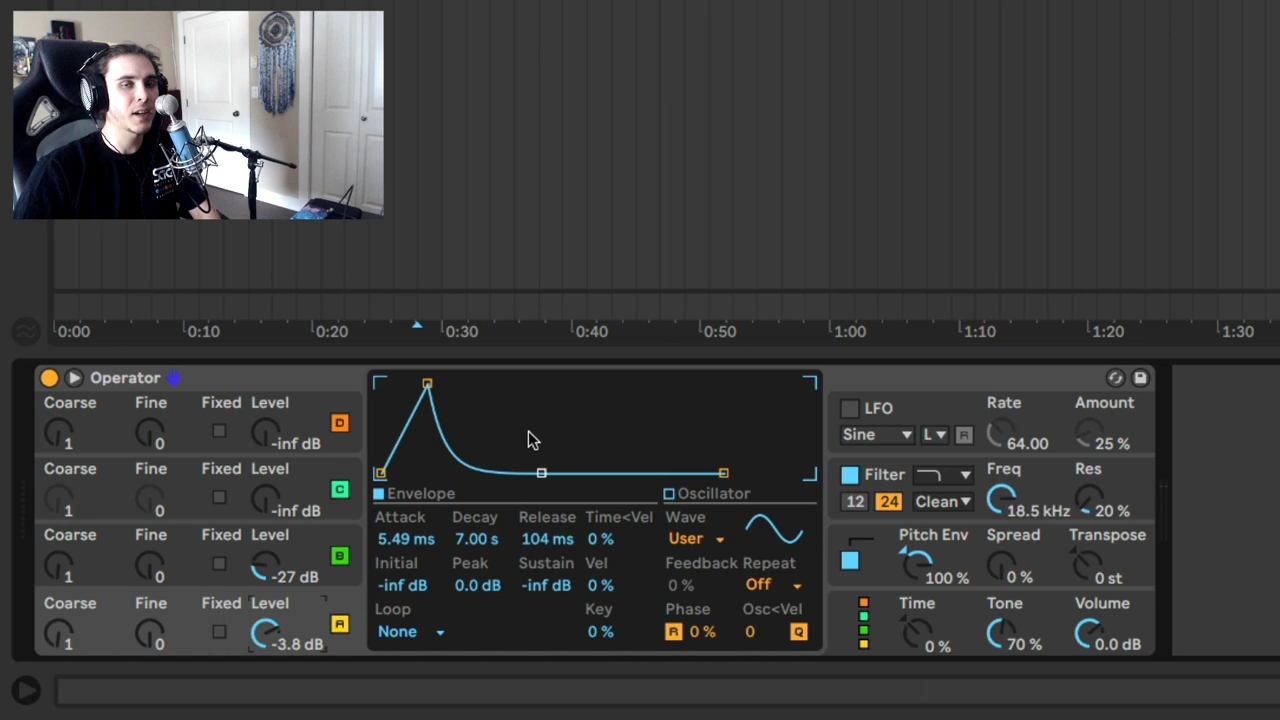 0:00 0:10 0:20 0:30 0:40 0:50 1:00 1:10 1:20 1:30
Operator
Coarse Fine Fixed Level
1 0 -inf dB D
Coarse Fine Fixed Level
1 0 -inf dB C
Coarse Fine Fixed Level
1 0 -27 dB B
Coarse Fine Fixed Level
1 0 -3.8 dB A
Envelope Oscillator
Attack Decay Release Time<Vel Wave
5.49 ms 7.00 s 104 ms 0 % User
Initial Peak Sustain Vel Feedback Repeat
-inf dB 0.0 dB -inf dB 0 % 0 % Off
Loop Key Phase Osc<Vel
None 0 % R 0 % 0 Q
LFO Rate Amount
Sine L R 64.00 25 %
Filter Freq Res
12 24 Clean 18.5 kHz 20 %
Pitch Env Spread Transpose
100 % 0 % 0 st
Time Tone Volume
0 % 70 % 0.0 dB